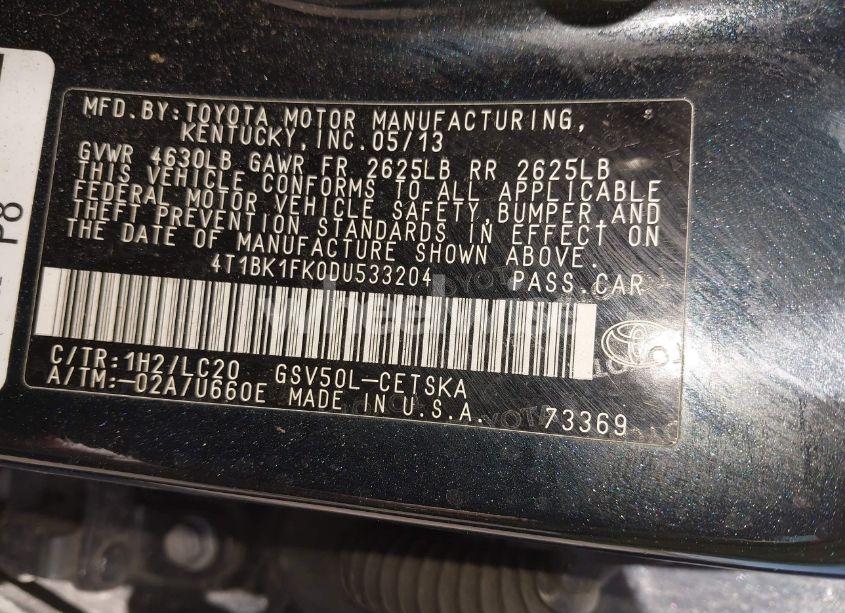 P8
MFD.BY:TOYOTA MOTOR MANUFACTURING,
KENTUCKY,INC.05/13
GVWR 4630LB GAWR FR 2625LB RR 2625LB
THIS VEHICLE CONFORMS TO ALL APPLICABLE
FEDERAL MOTOR VEHICLE SAFETY,BUMPER,AND
THEFT PREVENTION STANDARDS IN EFFECT ON
THE DATE OF MANUFACTURE SHOWN ABOVE.
4T1BK1FK0DU533204 PASS.CAR
C/TR:1H2/LC20 GSV50L-CETSKA
A/TM:-02A/U660E MADE IN U.S.A. 73369